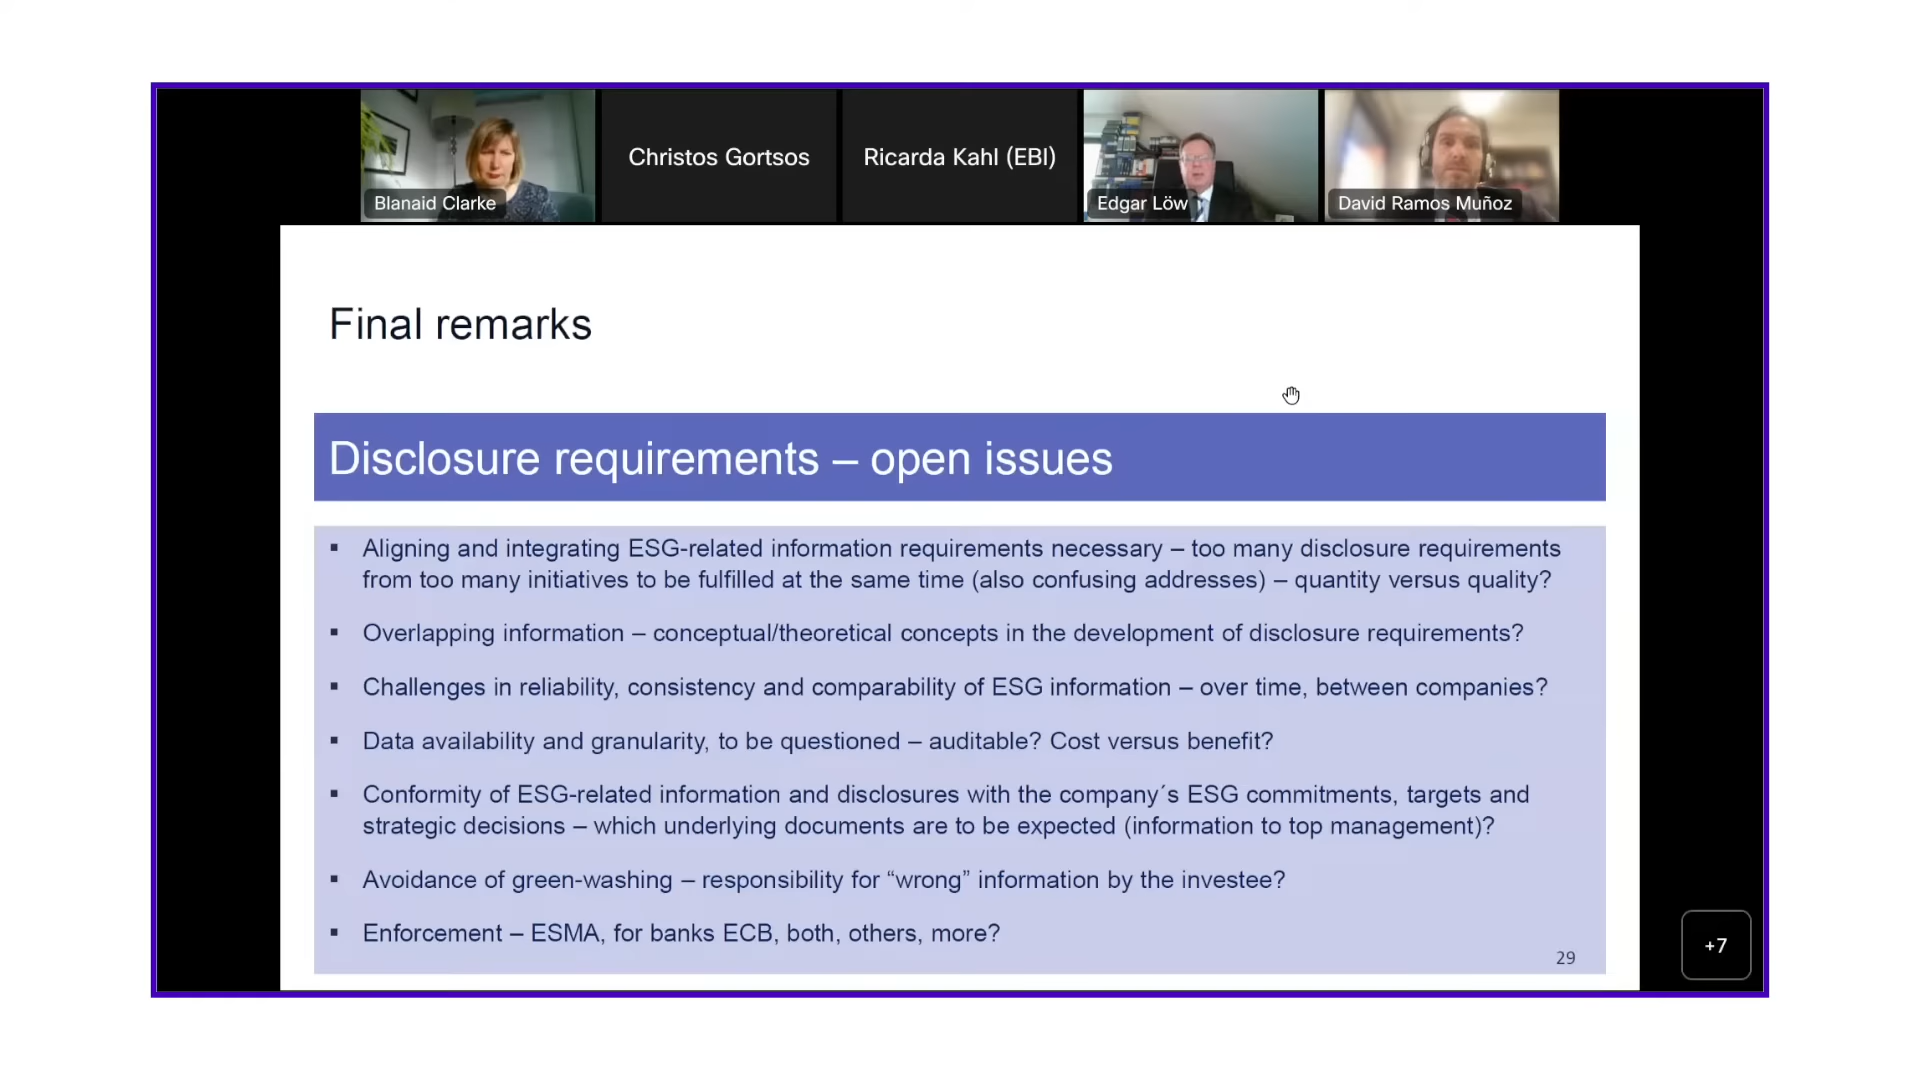 Blanaid Clarke
Christos Gortsos
Ricarda Kahl (EBI)
Edgar Löw
David Ramos Muñoz
Final remarks
Disclosure requirements – open issues
▪ Aligning and integrating ESG-related information requirements necessary – too many disclosure requirements
from too many initiatives to be fulfilled at the same time (also confusing addresses) – quantity versus quality?
▪ Overlapping information – conceptual/theoretical concepts in the development of disclosure requirements?
▪ Challenges in reliability, consistency and comparability of ESG information – over time, between companies?
▪ Data availability and granularity, to be questioned – auditable? Cost versus benefit?
▪ Conformity of ESG-related information and disclosures with the company´s ESG commitments, targets and
strategic decisions – which underlying documents are to be expected (information to top management)?
▪ Avoidance of green-washing – responsibility for “wrong” information by the investee?
▪ Enforcement – ESMA, for banks ECB, both, others, more?
29
+7